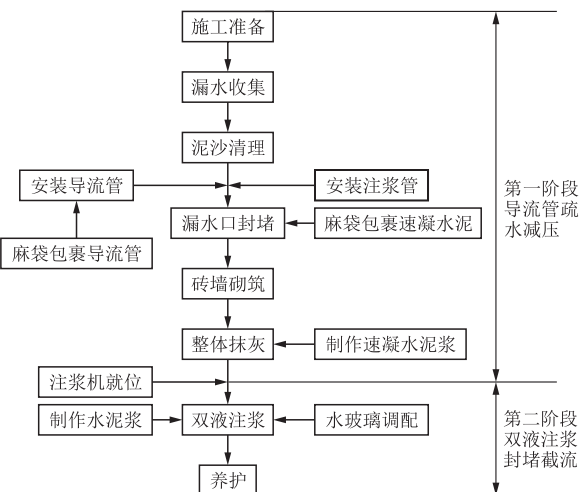 施工准备
漏水收集
泥沙清理
安装导流管
安装注浆管
漏水口封堵
麻袋包裹速凝水泥
麻袋包裹导流管
砖墙砌筑
整体抹灰
制作速凝水泥浆
第一阶段
导流管疏
水减压
注浆机就位
制作水泥浆
双液注浆
水玻璃调配
养护
第二阶段
双液注浆
封堵截流